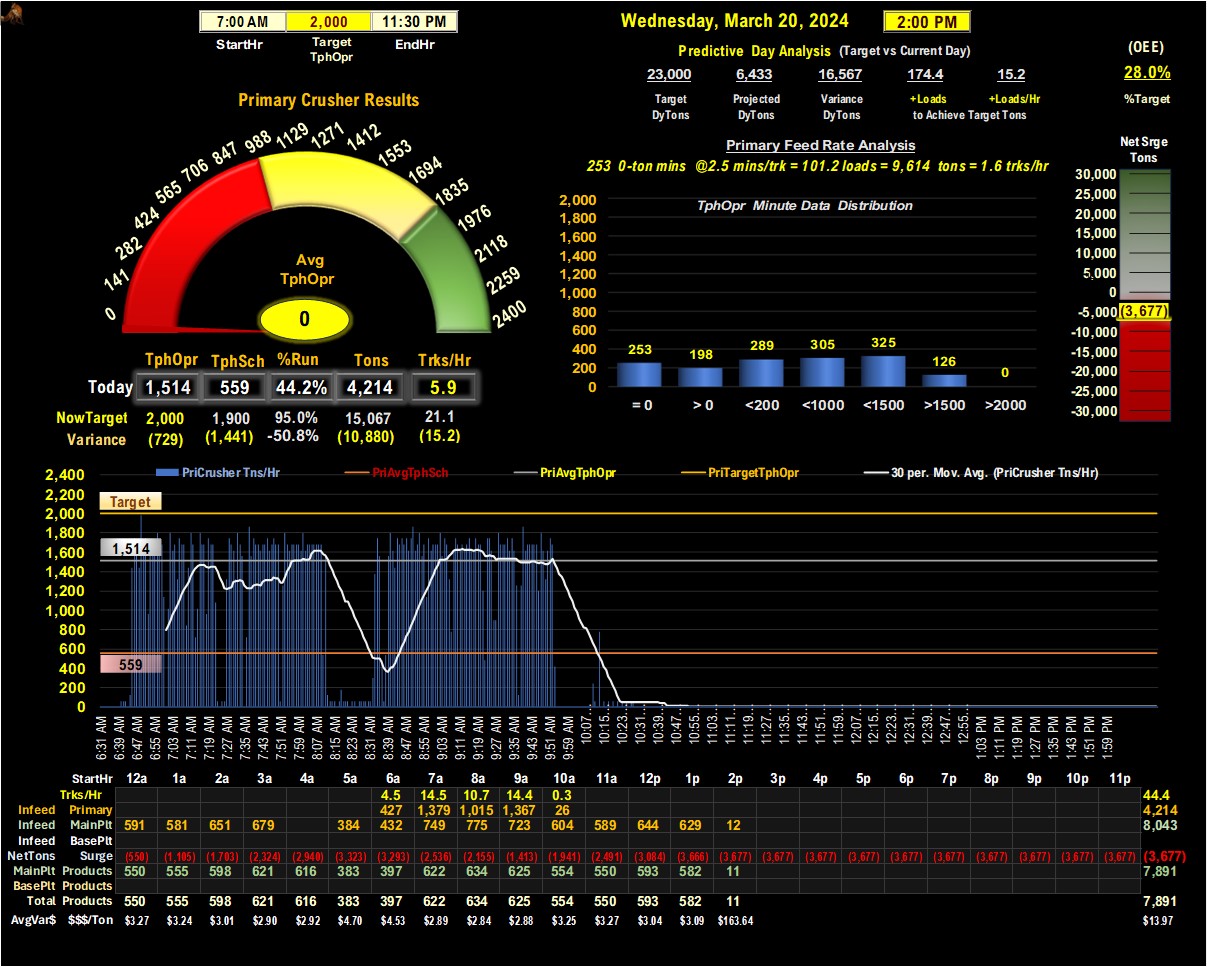 7:00 AM 2,000 11:30 PM
StartHr Target TphOpr EndHr
Wednesday, March 20, 2024 2:00 PM
Predictive Day Analysis (Target vs Current Day)
23,000 6,433 16,567 174.4 15.2
Target DyTons Projected DyTons Variance DyTons +Loads +Loads/Hr
to Achieve Target Tons
(OEE)
28.0%
%Target
Primary Crusher Results
0 141 282 424 565 706 847 988 1129 1271 1412 1553 1694 1835 1976 2118 2259 2400
Avg
TphOpr
0
TphOpr TphSch %Run Tons Trks/Hr
Today 1,514 559 44.2% 4,214 5.9
NowTarget 2,000 1,900 95.0% 15,067 21.1
Variance (729) (1,441) -50.8% (10,880) (15.2)
Primary Feed Rate Analysis
253 0-ton mins @2.5 mins/trk = 101.2 loads = 9,614 tons = 1.6 trks/hr
TphOpr Minute Data Distribution
2,000
1,800
1,600
1,400
1,200
1,000
800
600
400
200
0
253 198 289 305 325 126 0
= 0 > 0 <200 <1000 <1500 >1500 >2000
Net Srge
Tons
30,000
25,000
20,000
15,000
10,000
5,000
0
-5,000 (3,677)
-10,000
-15,000
-20,000
-25,000
-30,000
PriCrusher Tns/Hr PriAvgTphSch PriAvgTphOpr PriTargetTphOpr 30 per. Mov. Avg. (PriCrusher Tns/Hr)
2,400
2,200
2,000
1,800
1,600
1,400
1,200
1,000
800
600
400
200
0
Target
1,514
559
6:31 AM 6:39 AM 6:47 AM 6:55 AM 7:03 AM 7:11 AM 7:19 AM 7:27 AM 7:35 AM 7:43 AM 7:51 AM 7:59 AM 8:07 AM 8:15 AM 8:23 AM 8:31 AM 8:39 AM 8:47 AM 8:55 AM 9:03 AM 9:11 AM 9:19 AM 9:27 AM 9:35 AM 9:43 AM 9:51 AM 9:59 AM 10:07... 10:15... 10:23... 10:31... 10:39... 10:47... 10:55... 11:03... 11:11... 11:19... 11:27... 11:35... 11:43... 11:51... 11:59... 12:07... 12:15... 12:23... 12:31... 12:39... 12:47... 12:55... 1:03 PM 1:11 PM 1:19 PM 1:27 PM 1:35 PM 1:43 PM 1:51 PM 1:59 PM
StartHr 12a 1a 2a 3a 4a 5a 6a 7a 8a 9a 10a 11a 12p 1p 2p 3p 4p 5p 6p 7p 8p 9p 10p 11p
Trks/Hr 4.5 14.5 10.7 14.4 0.3 44.4
Infeed Primary 427 1,379 1,015 1,367 26 4,214
Infeed MainPlt 591 581 651 679 384 432 749 775 723 604 589 644 629 12 8,043
Infeed BasePlt
NetTons Surge (550) (1,105) (1,703) (2,324) (2,940) (3,323) (3,293) (2,536) (2,155) (1,413) (1,941) (2,491) (3,084) (3,666) (3,677) (3,677) (3,677) (3,677) (3,677) (3,677) (3,677) (3,677) (3,677) (3,677) (3,677)
MainPlt Products 550 555 598 621 616 383 397 622 634 625 554 550 593 582 11 7,891
BasePlt Products
Total Products 550 555 598 621 616 383 397 622 634 625 554 550 593 582 11 7,891
AvgVar$ $$$/Ton $3.27 $3.24 $3.01 $2.90 $2.92 $4.70 $4.53 $2.89 $2.84 $2.88 $3.25 $3.27 $3.04 $3.09 $163.64 $13.97